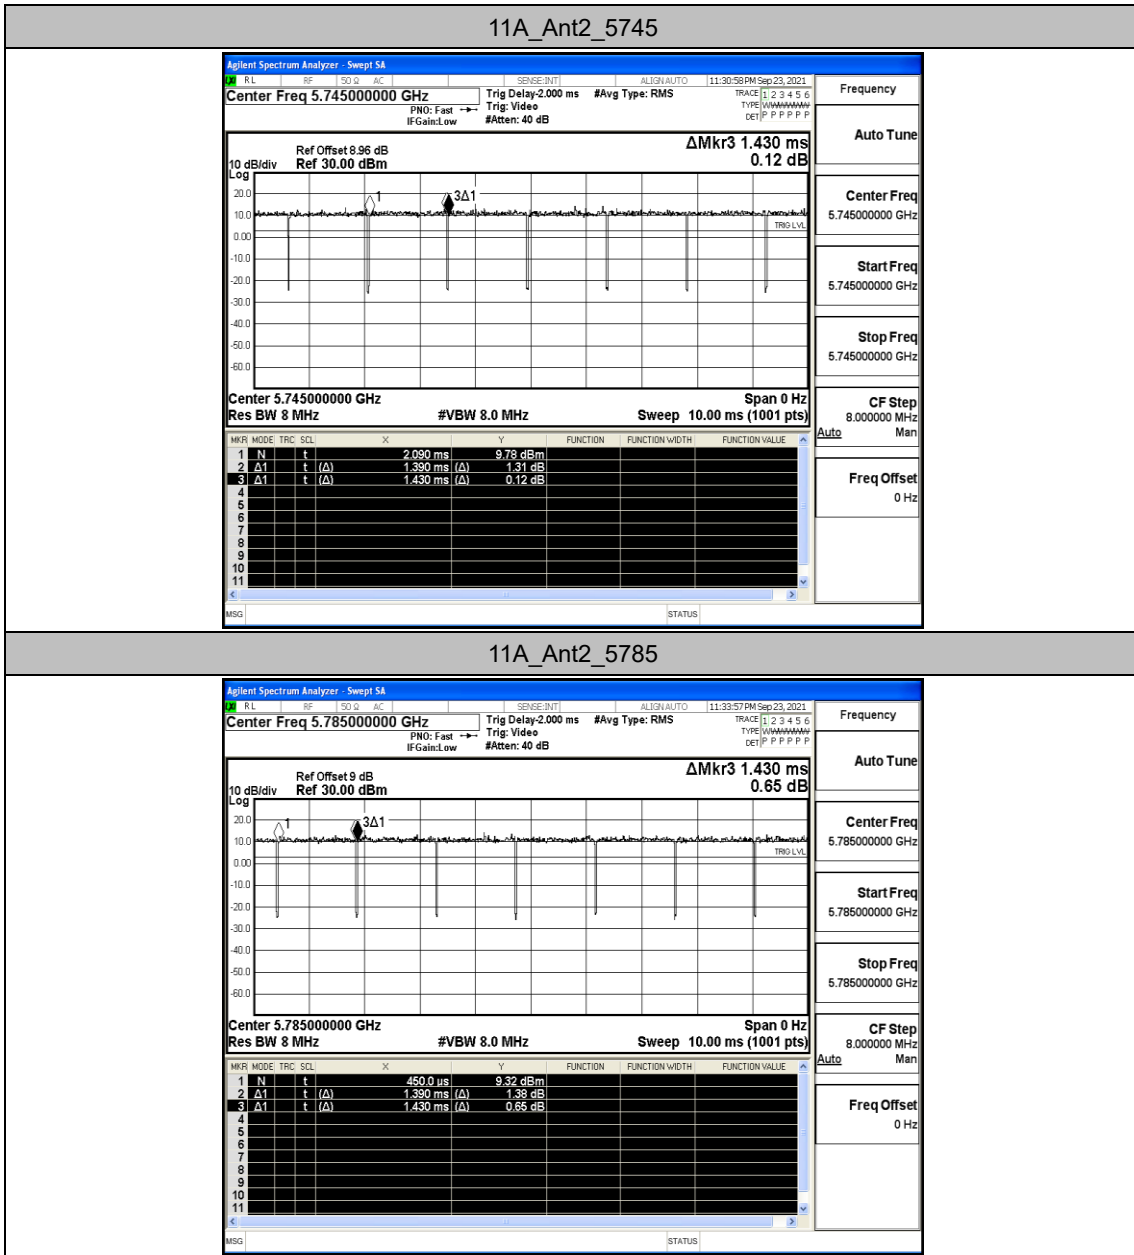 11A_Ant2_5745
Agilent Spectrum Analyzer - Swept SA
RL RF 50 Ω AC SENSE:INT ALIGN AUTO 11:30:58 PM Sep 23, 2021
Center Freq 5.745000000 GHz
PNO: Fast
IFGain:Low
Trig Delay-2.000 ms #Avg Type: RMS
Trig: Video
#Atten: 40 dB
TRACE 1 2 3 4 5 6
TYPE
DET P P P P P P
Frequency
Auto Tune
Center Freq
5.745000000 GHz
Start Freq
5.745000000 GHz
Stop Freq
5.745000000 GHz
CF Step
8.000000 MHz
Auto Man
Freq Offset
0 Hz
ΔMkr3 1.430 ms
0.12 dB
Ref Offset 8.96 dB
10 dB/div Ref 30.00 dBm
Log
20.0
10.0
0.00
-10.0
-20.0
-30.0
-40.0
-50.0
-60.0
1
3Δ1
TRIG LVL
Center 5.745000000 GHz Span 0 Hz
Res BW 8 MHz #VBW 8.0 MHz Sweep 10.00 ms (1001 pts)
MKR MODE TRC SCL X Y FUNCTION FUNCTION WIDTH FUNCTION VALUE
1 N t 2.090 ms 9.78 dBm
2 Δ1 t (Δ) 1.390 ms (Δ) 1.31 dB
3 Δ1 t (Δ) 1.430 ms (Δ) 0.12 dB
4
5
6
7
8
9
10
11
MSG STATUS
11A_Ant2_5785
Agilent Spectrum Analyzer - Swept SA
RL RF 50 Ω AC SENSE:INT ALIGN AUTO 11:33:57 PM Sep 23, 2021
Center Freq 5.785000000 GHz
PNO: Fast
IFGain:Low
Trig Delay-2.000 ms #Avg Type: RMS
Trig: Video
#Atten: 40 dB
TRACE 1 2 3 4 5 6
TYPE
DET P P P P P P
Frequency
Auto Tune
Center Freq
5.785000000 GHz
Start Freq
5.785000000 GHz
Stop Freq
5.785000000 GHz
CF Step
8.000000 MHz
Auto Man
Freq Offset
0 Hz
ΔMkr3 1.430 ms
0.65 dB
Ref Offset 9 dB
10 dB/div Ref 30.00 dBm
Log
20.0
10.0
0.00
-10.0
-20.0
-30.0
-40.0
-50.0
-60.0
1
3Δ1
TRIG LVL
Center 5.785000000 GHz Span 0 Hz
Res BW 8 MHz #VBW 8.0 MHz Sweep 10.00 ms (1001 pts)
MKR MODE TRC SCL X Y FUNCTION FUNCTION WIDTH FUNCTION VALUE
1 N t 450.0 µs 9.32 dBm
2 Δ1 t (Δ) 1.390 ms (Δ) 1.38 dB
3 Δ1 t (Δ) 1.430 ms (Δ) 0.65 dB
4
5
6
7
8
9
10
11
MSG STATUS